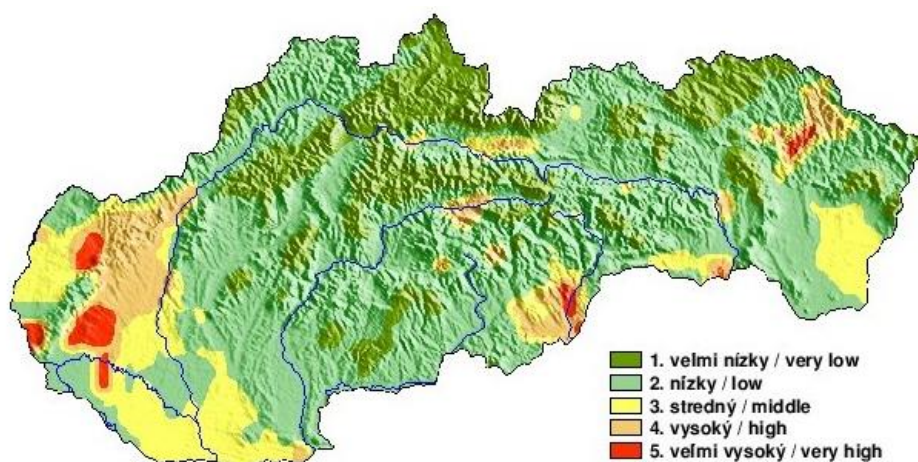 1. veľmi nízky / very low
2. nízky / low
3. stredný / middle
4. vysoký / high
5. veľmi vysoký / very high